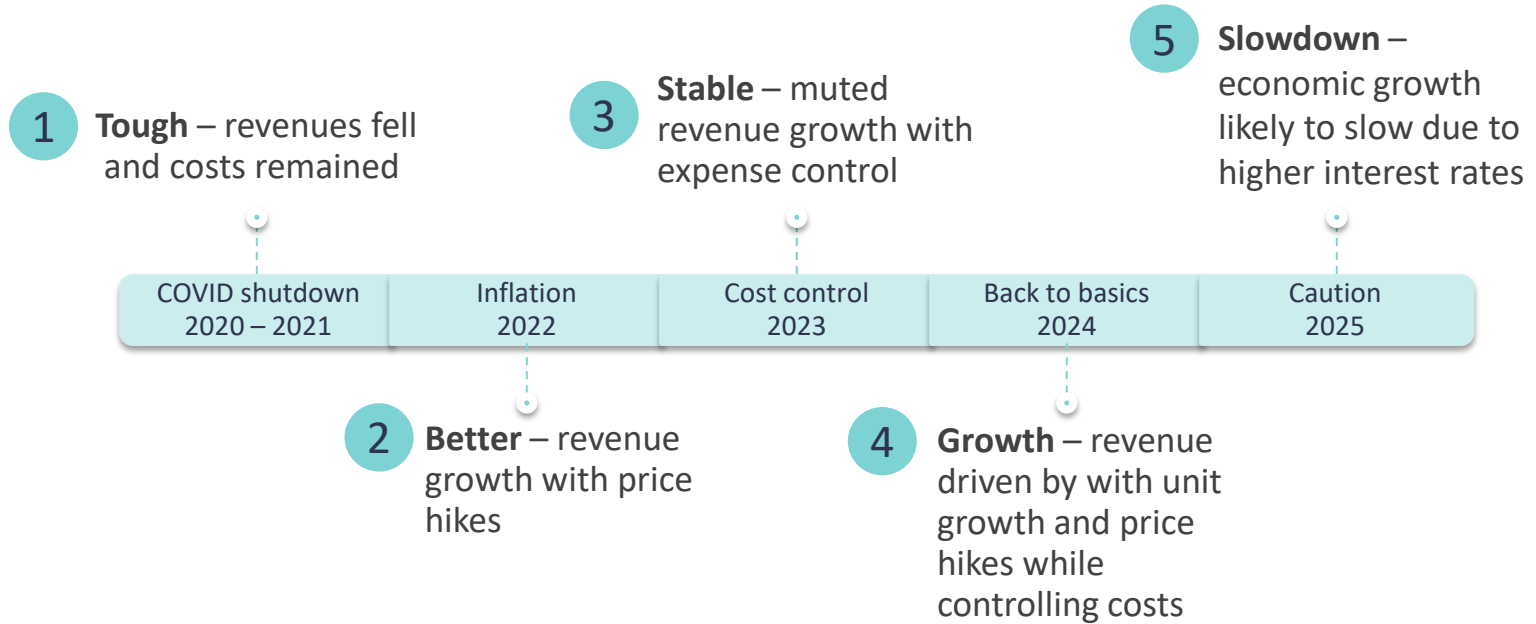 1
Tough – revenues fell
and costs remained
3
Stable – muted
revenue growth with
expense control
5
Slowdown –
economic growth
likely to slow due to
higher interest rates
COVID shutdown
2020 – 2021
Inflation
2022
Cost control
2023
Back to basics
2024
Caution
2025
2
Better – revenue
growth with price
hikes
4
Growth – revenue
driven by with unit
growth and price
hikes while
controlling costs